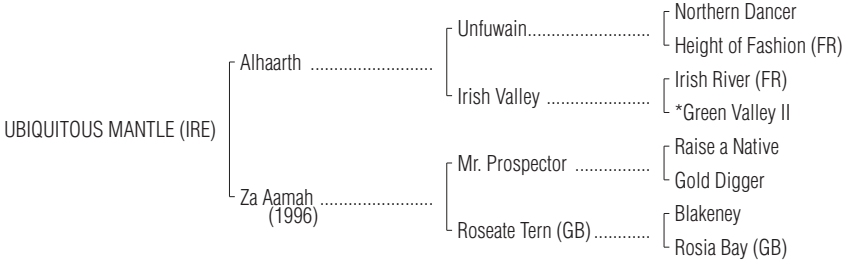 Northern Dancer
Unfuwain..............................
Height of Fashion (FR)
Alhaarth ..............................
Irish River (FR)
Irish Valley .........................
*Green Valley II
UBIQUITOUS MANTLE (IRE)
Raise a Native
Mr. Prospector ..................
Gold Digger
Za Aamah ...........................
(1996)
Blakeney
Roseate Tern (GB) .............
Rosia Bay (GB)